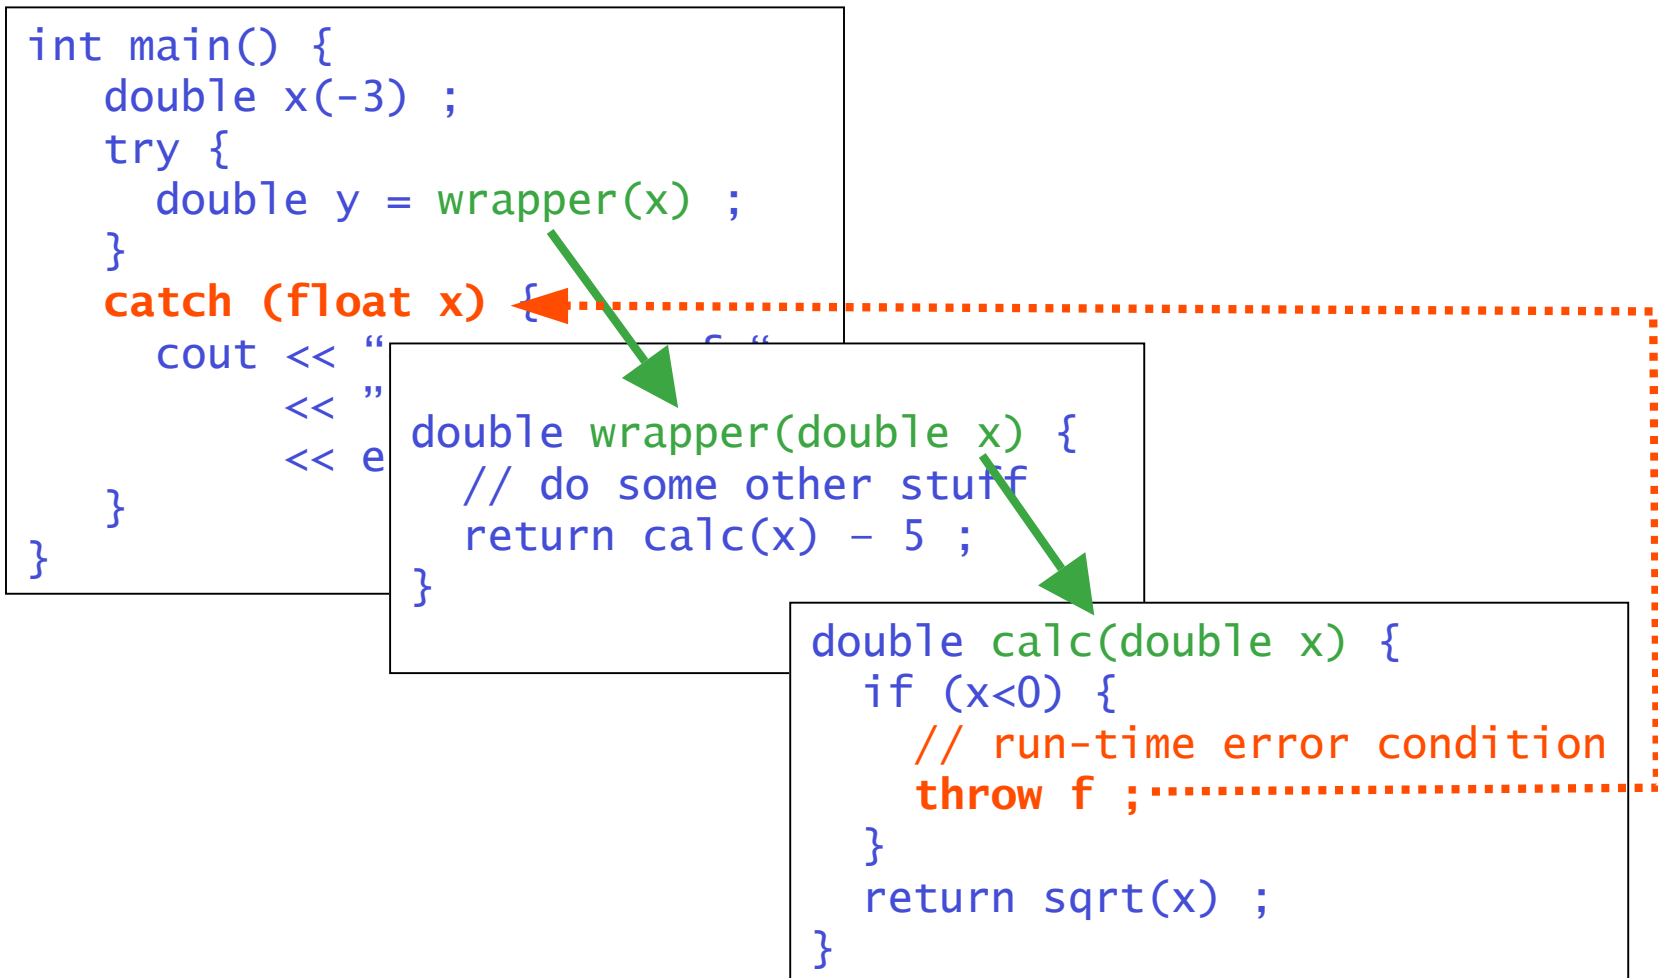 int main() {
double x(-3) ;
try {
double y = wrapper(x) ;
}
catch (float x) {
cout << “
<< ”
<< e
}
}
double wrapper(double x) {
// do some other stuff
return calc(x) – 5 ;
}
double calc(double x) {
if (x<0) {
// run-time error condition
throw f ;
}
return sqrt(x) ;
}